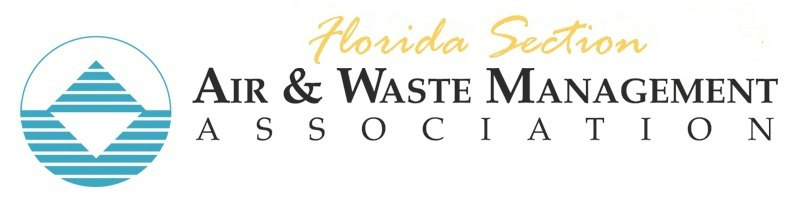 Florida Section
AIR & WASTE MANAGEMENT
ASSOCIATION